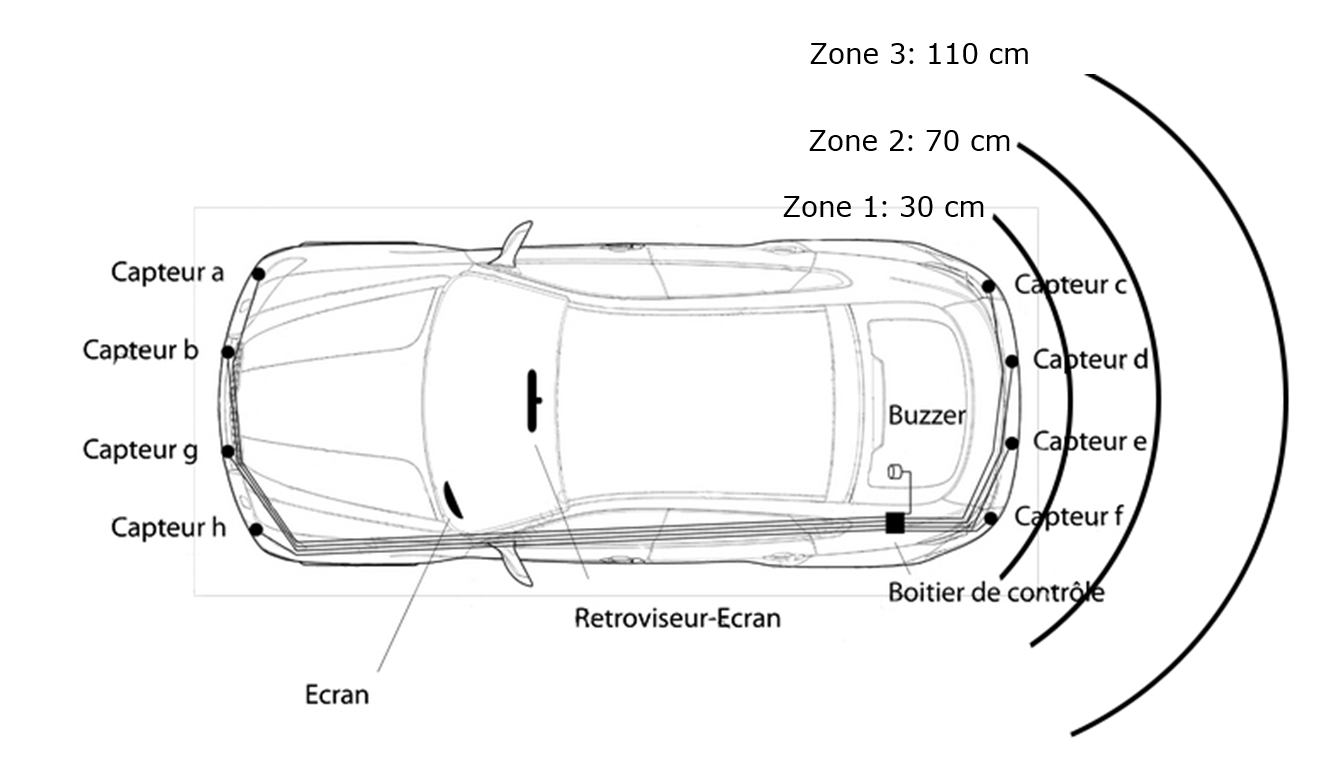 Zone 3: 110 cm
Zone 2: 70 cm
Zone 1: 30 cm
Capteur a
Capteur c
Capteur b
Capteur d
Buzzer
Capteur g
Capteur e
Capteur h
Capteur f
Boitier de contrôle
Retroviseur-Ecran
Ecran